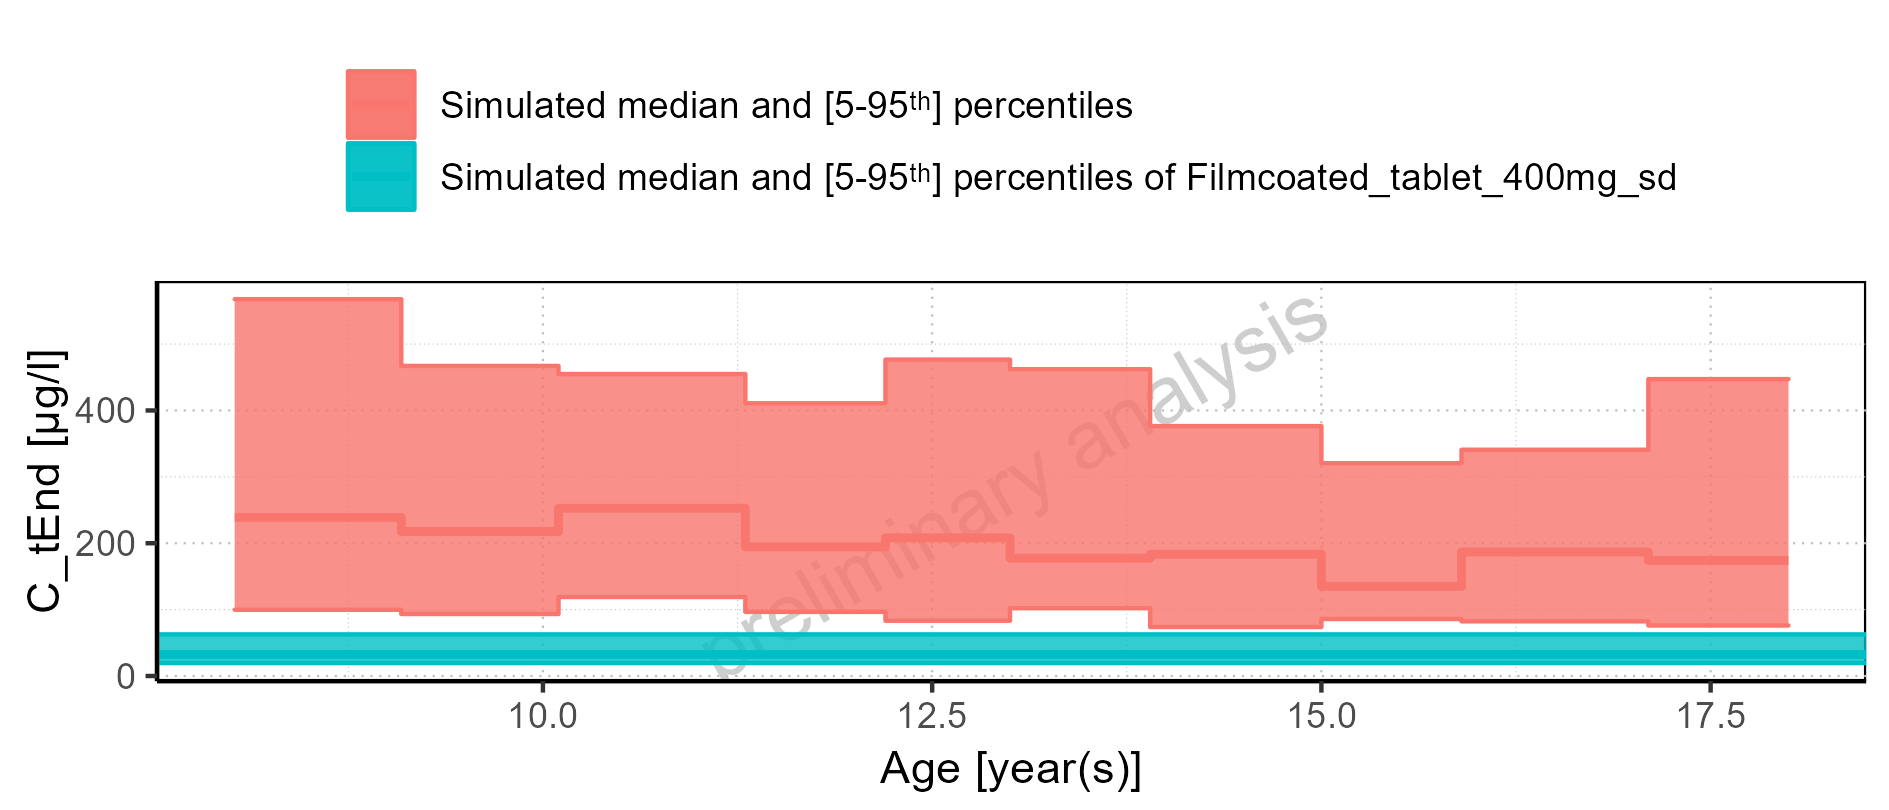 Simulated median and [5-95th] percentiles
Simulated median and [5-95th] percentiles of Filmcoated_tablet_400mg_sd
C_tEnd [µg/l]
400
200
0
preliminary analysis
10.0 12.5 15.0 17.5
Age [year(s)]